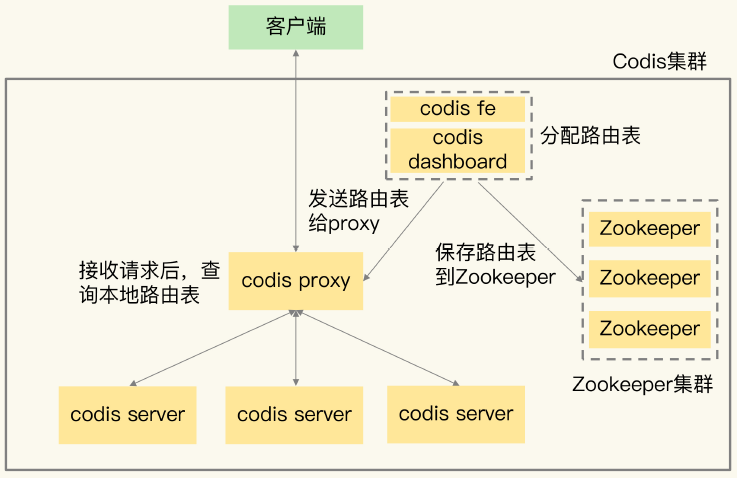 客户端
Codis集群
codis fe
codis
dashboard
分配路由表
发送路由表
给proxy
Zookeeper
保存路由表
到Zookeeper
接收请求后，查
询本地路由表
codis proxy
Zookeeper
Zookeeper
Zookeeper集群
codis server
codis server
codis server